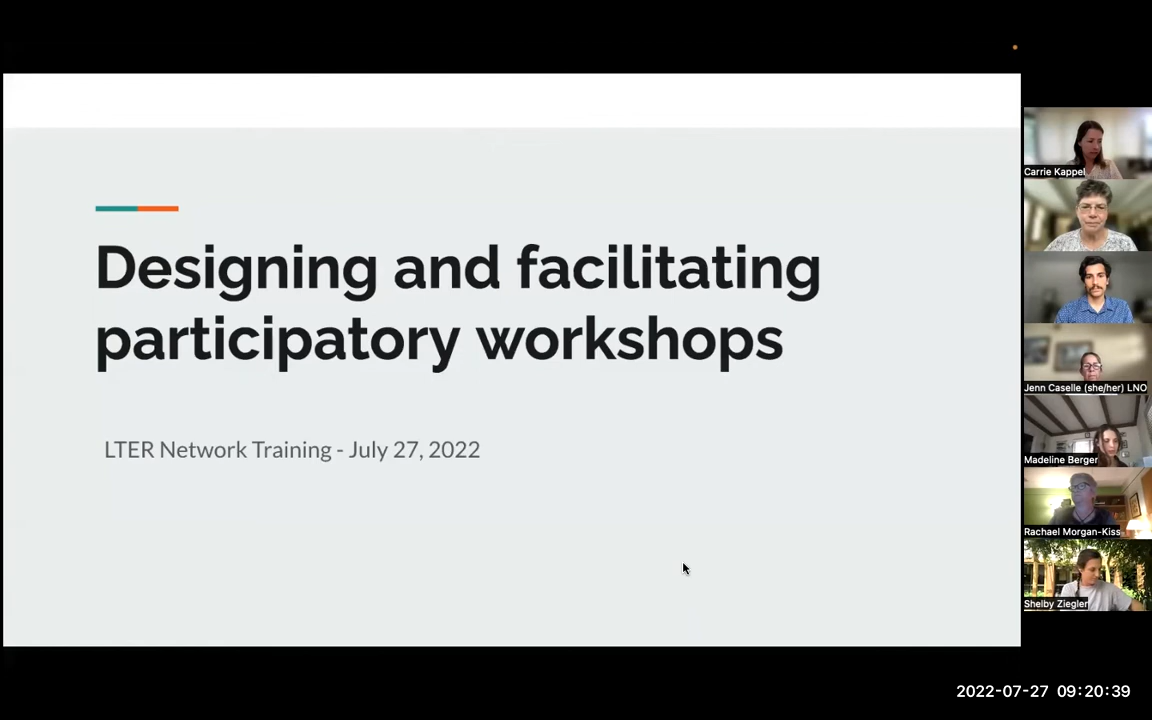 Designing and facilitating
participatory workshops
LTER Network Training - July 27, 2022
Carrie Kappel
Jenn Caselle (she/her) LNO
Madeline Berger
Rachael Morgan-Kiss
Shelby Ziegler
2022-07-27 09:20:39